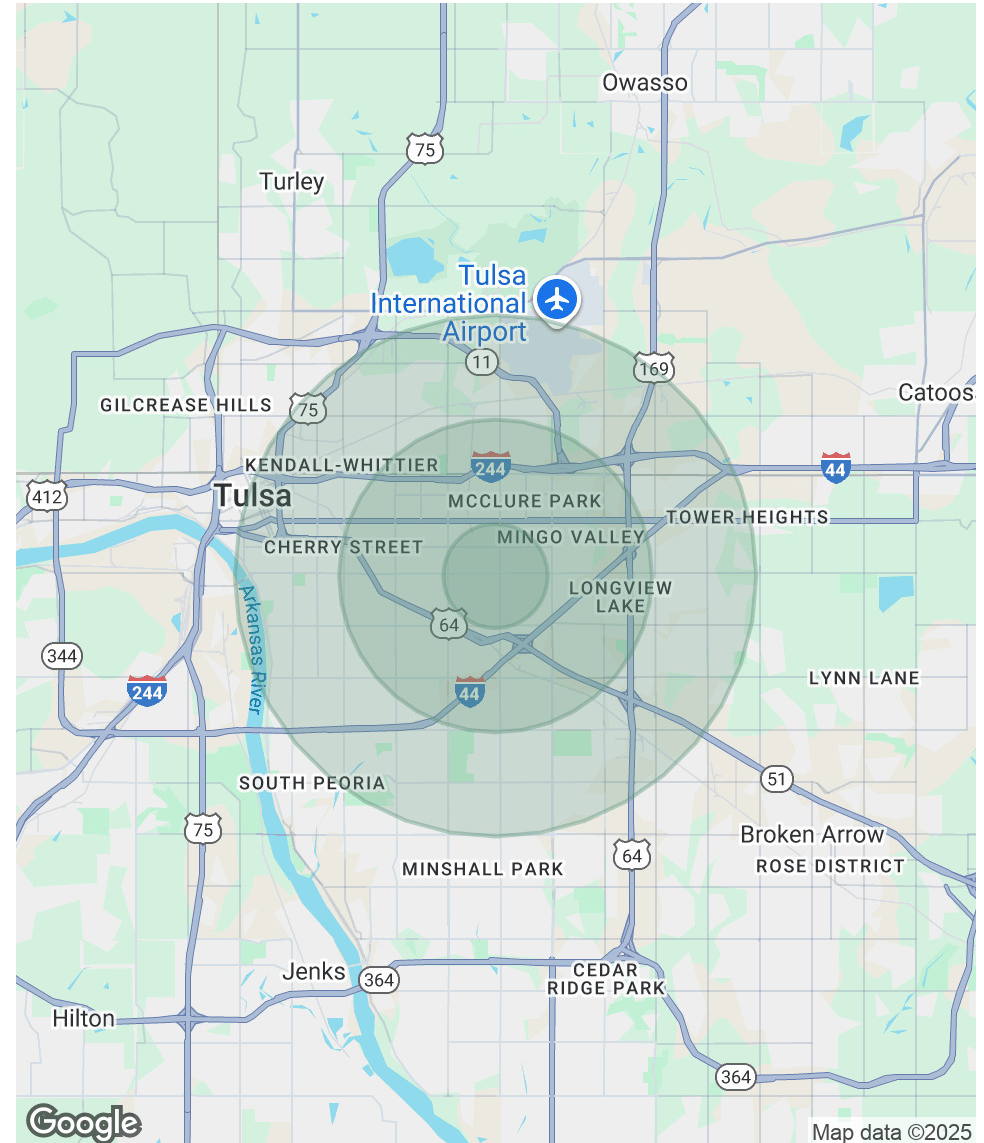 Owasso
75
Turley
Tulsa
International
Airport
11
169
Catoos
GILCREASE HILLS
75
KENDALL-WHITTIER
244
44
412
Tulsa
MCCLURE PARK
TOWER HEIGHTS
CHERRY STREET
MINGO VALLEY
LONGVIEW
LAKE
Arkansas River
64
344
LYNN LANE
244
44
SOUTH PEORIA
51
75
Broken Arrow
64
ROSE DISTRICT
MINSHALL PARK
Jenks
364
CEDAR
RIDGE PARK
Hilton
364
Google
Map data ©2025